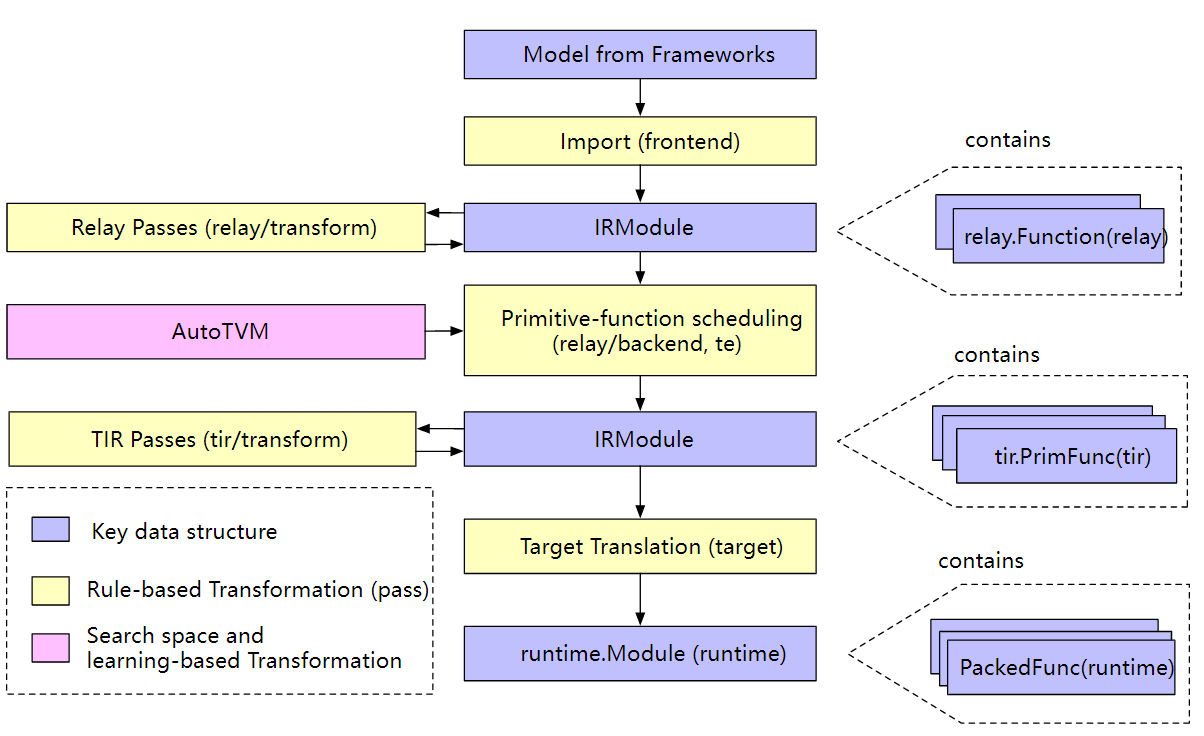 Model from Frameworks
Import (frontend)
contains
Relay Passes (relay/transform)
IRModule
relay.Function(relay)
AutoTVM
Primitive-function scheduling
(relay/backend, te)
contains
TIR Passes (tir/transform)
IRModule
tir.PrimFunc(tir)
Key data structure
Target Translation (target)
contains
Rule-based Transformation (pass)
Search space and
learning-based Transformation
runtime.Module (runtime)
PackedFunc(runtime)